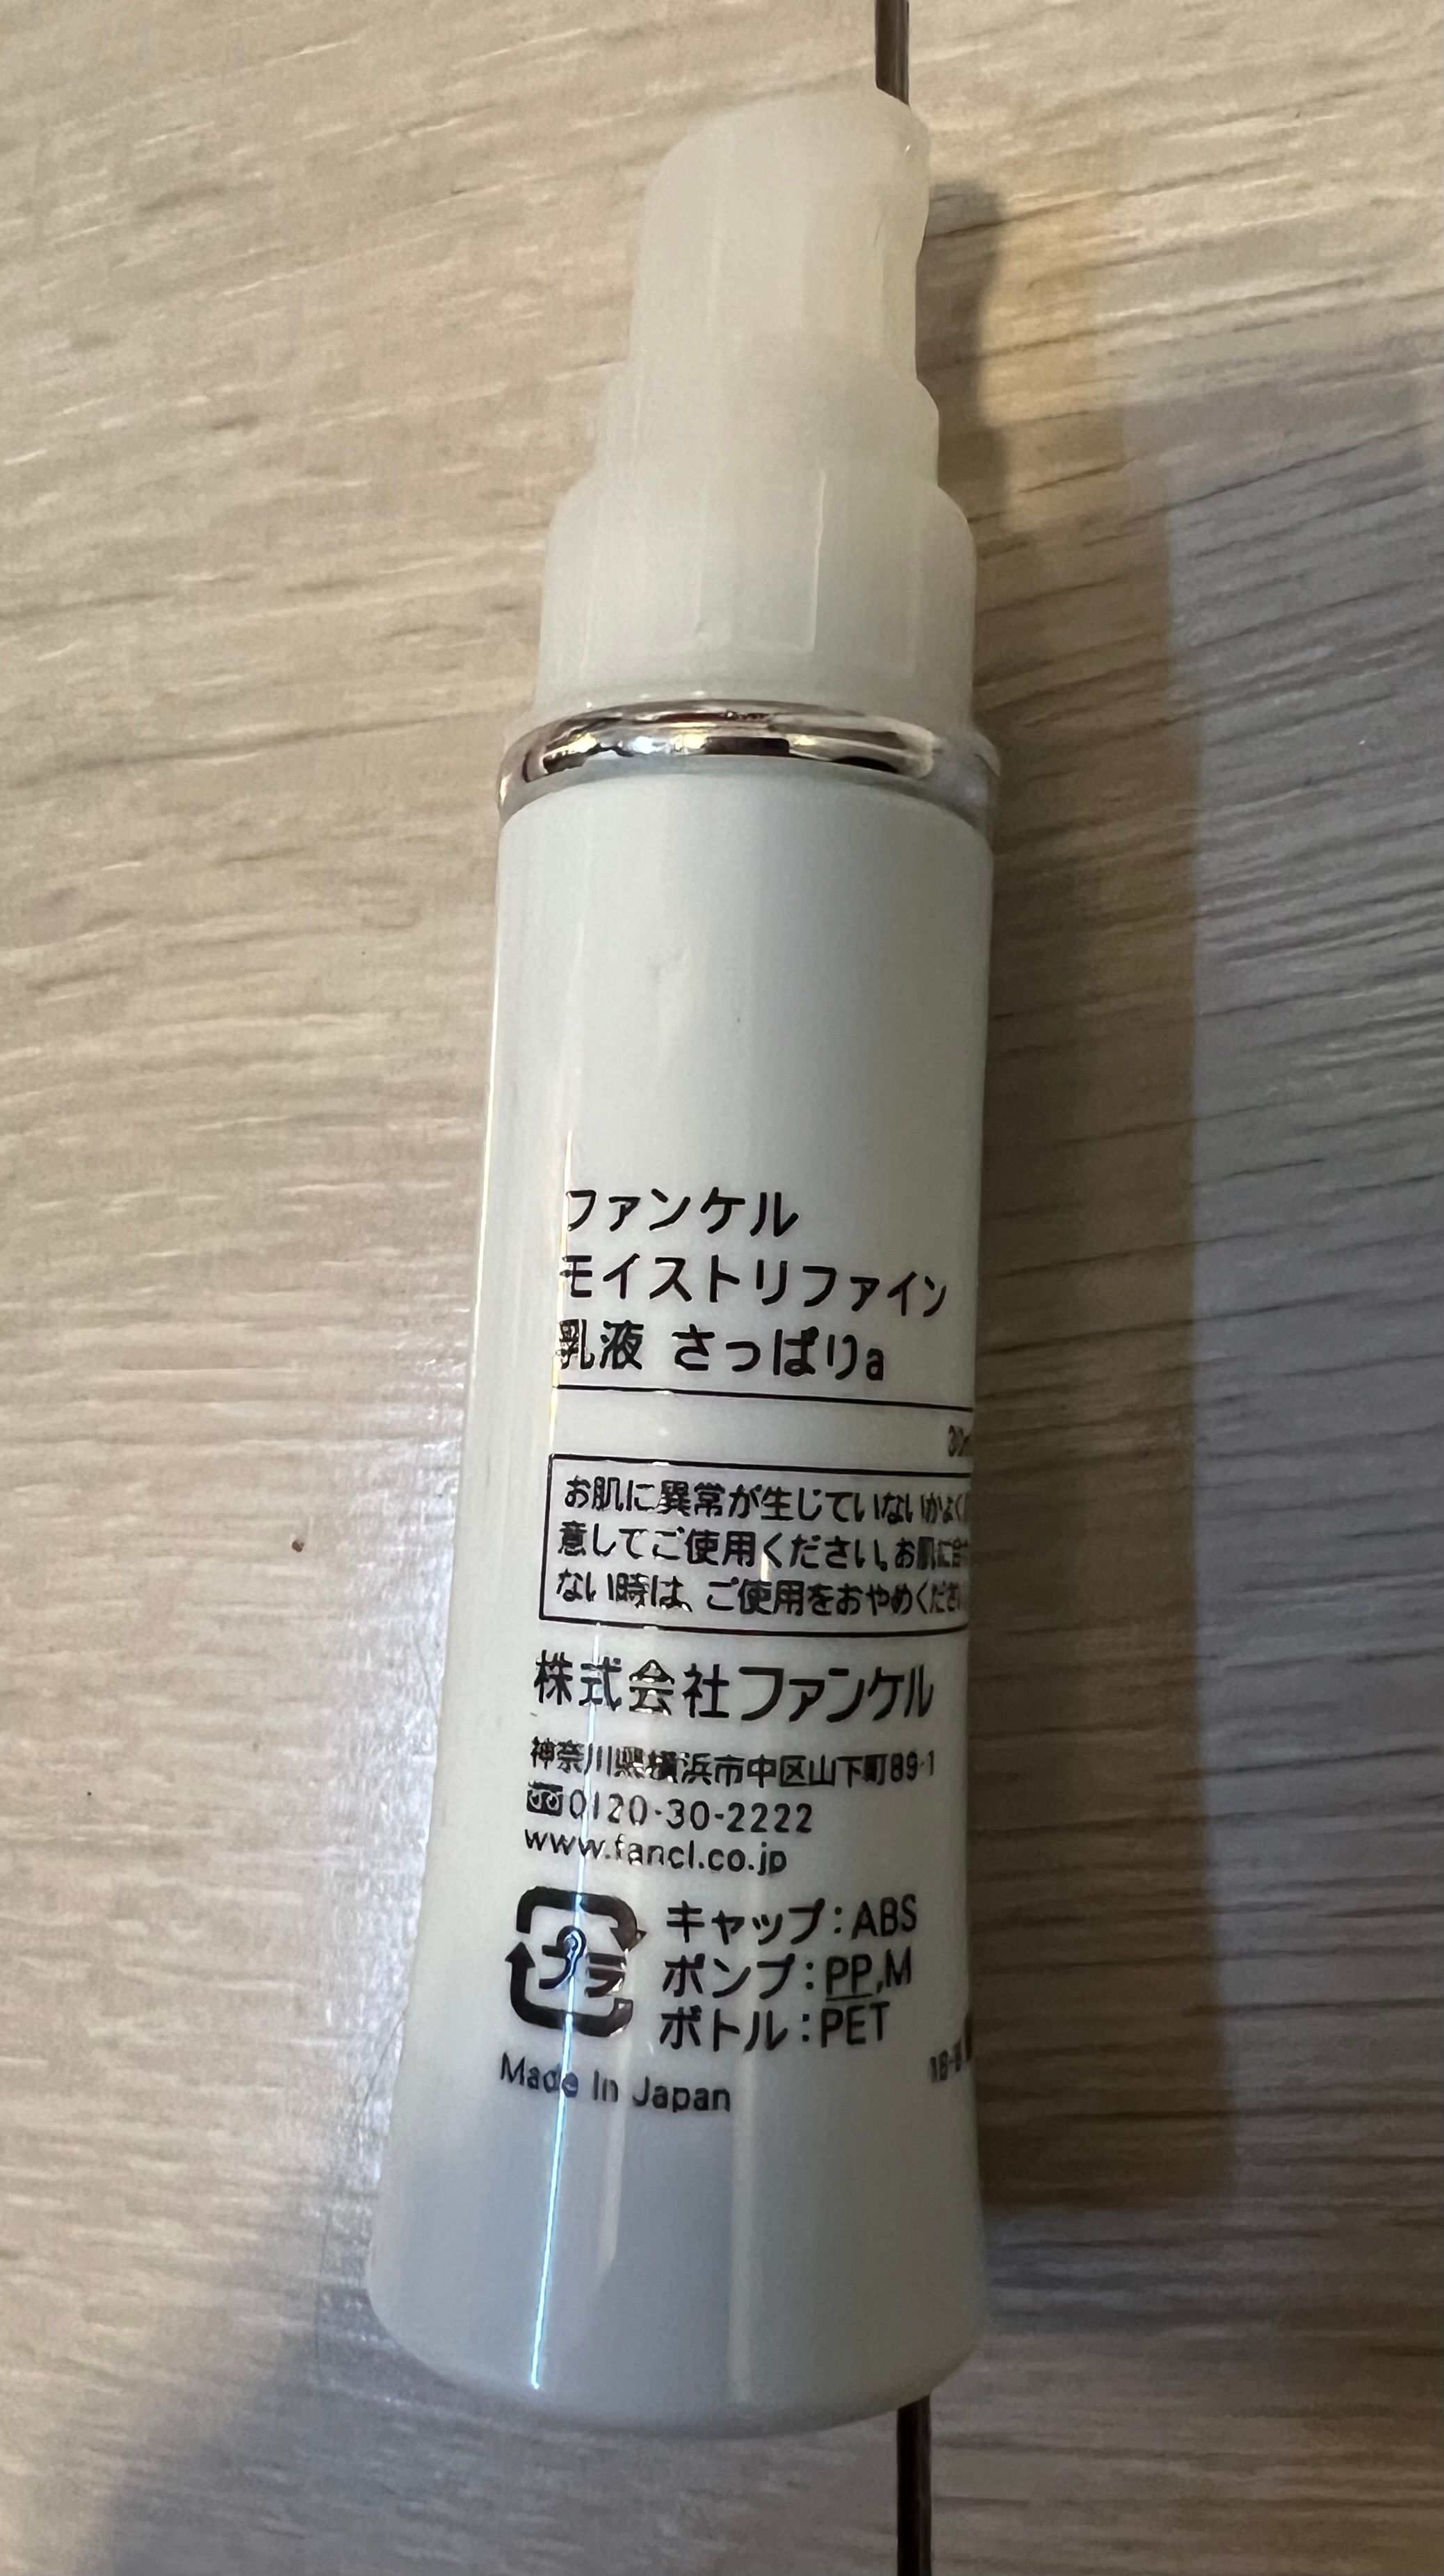 ファンケル
モイストリファイン
乳液 さっぱりa
お肌に異常が生じていないかよく
意してご使用ください。お肌に合
ない時は、ご使用をおやめくださ
株式会社ファンケル
神奈川県横浜市中区山下町89-1
0120-30-2222
www.fancl.co.jp
プラ
キャップ:ABS
ポンプ:PP,M
ボトル:PET
Made In Japan